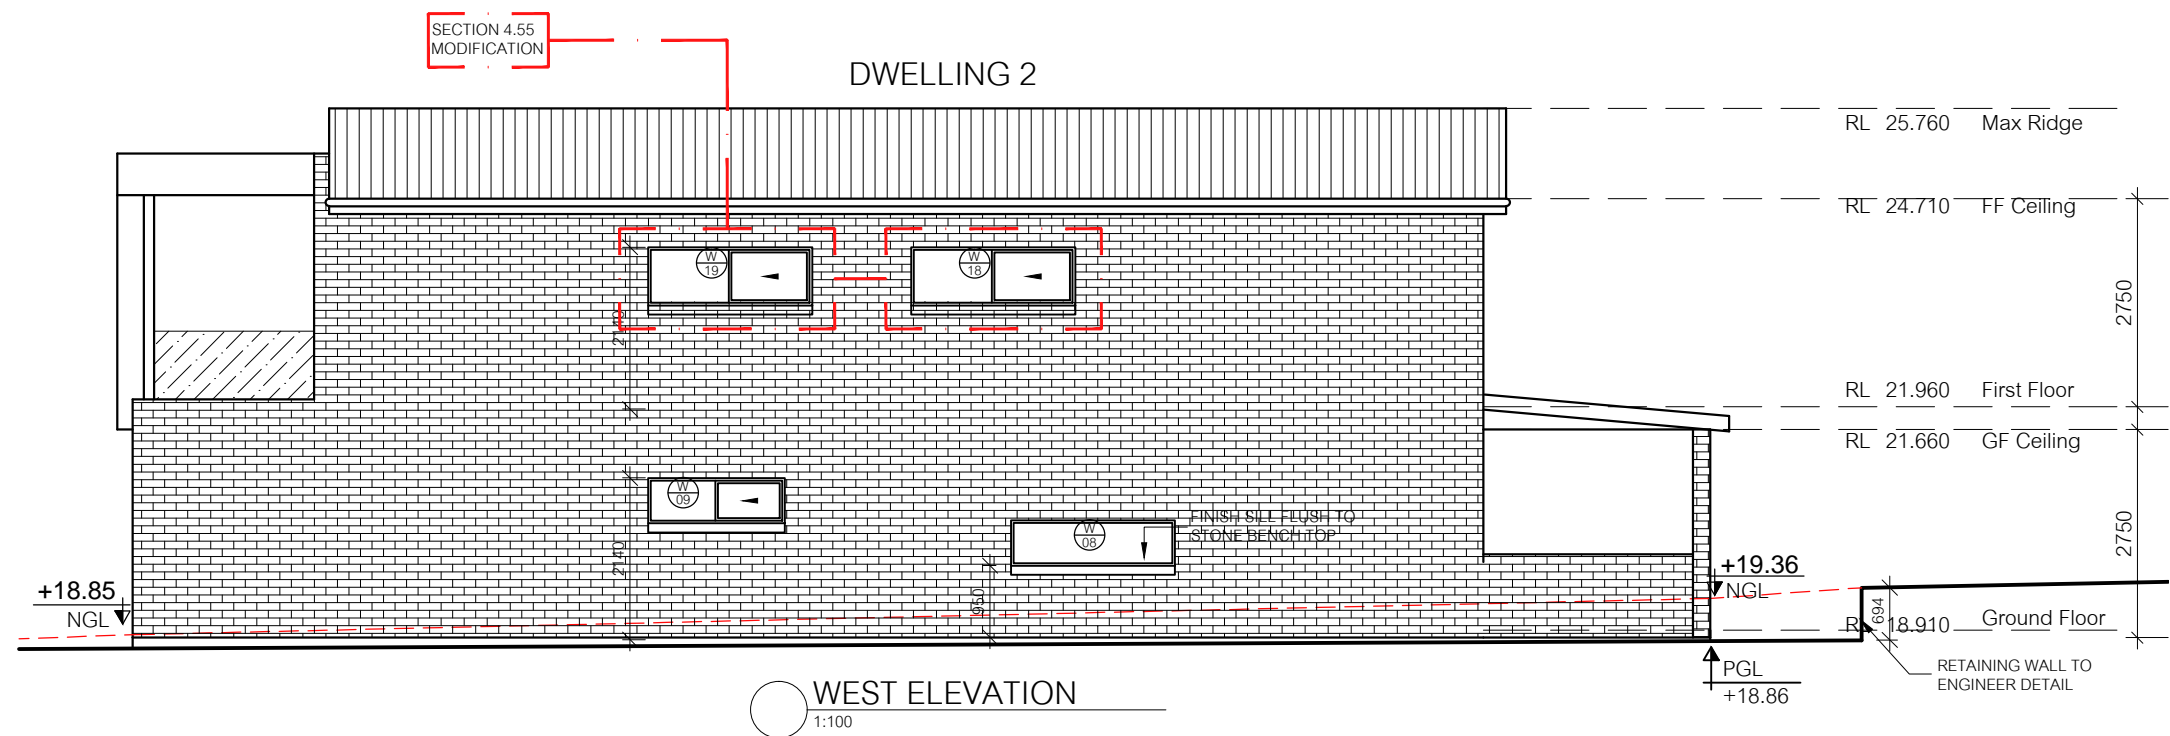 SECTION 4.55
MODIFICATION
DWELLING 2
RL 25.760 Max Ridge
RL 24.710 FF Ceiling
W
19
W
18
2140
2750
RL 21.960 First Floor
RL 21.660 GF Ceiling
W
09
W
08
FINISH SILL FLUSH TO
STONE BENCH TOP
2140
950
2750
+18.85
NGL
+19.36
NGL
694
RL 18.910 Ground Floor
PGL
+18.86
RETAINING WALL TO
ENGINEER DETAIL
WEST ELEVATION
1:100